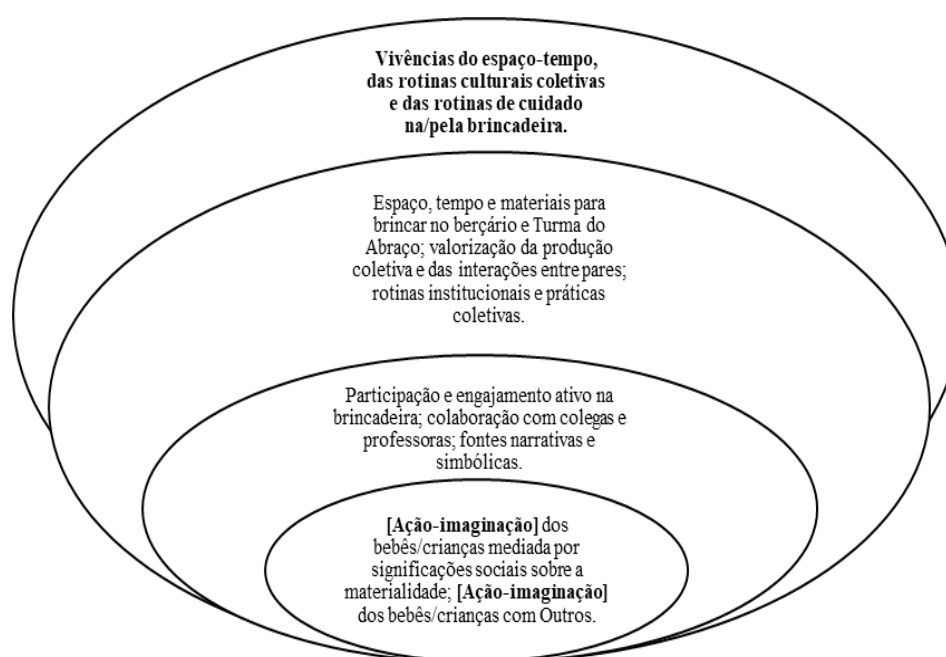 Vivências do espaço-tempo,
das rotinas culturais coletivas
e das rotinas de cuidado
na/pela brincadeira.
Espaço, tempo e materiais para
brincar no berçário e Turma do
Abraço; valorização da produção
coletiva e das interações entre pares;
rotinas institucionais e práticas
coletivas.
Participação e engajamento ativo na
brincadeira; colaboração com colegas e
professoras; fontes narrativas e
simbólicas.
[Ação-imaginação] dos
bebês/crianças mediada por
significações sociais sobre a
materialidade; [Ação-imaginação]
dos bebês/crianças com Outros.